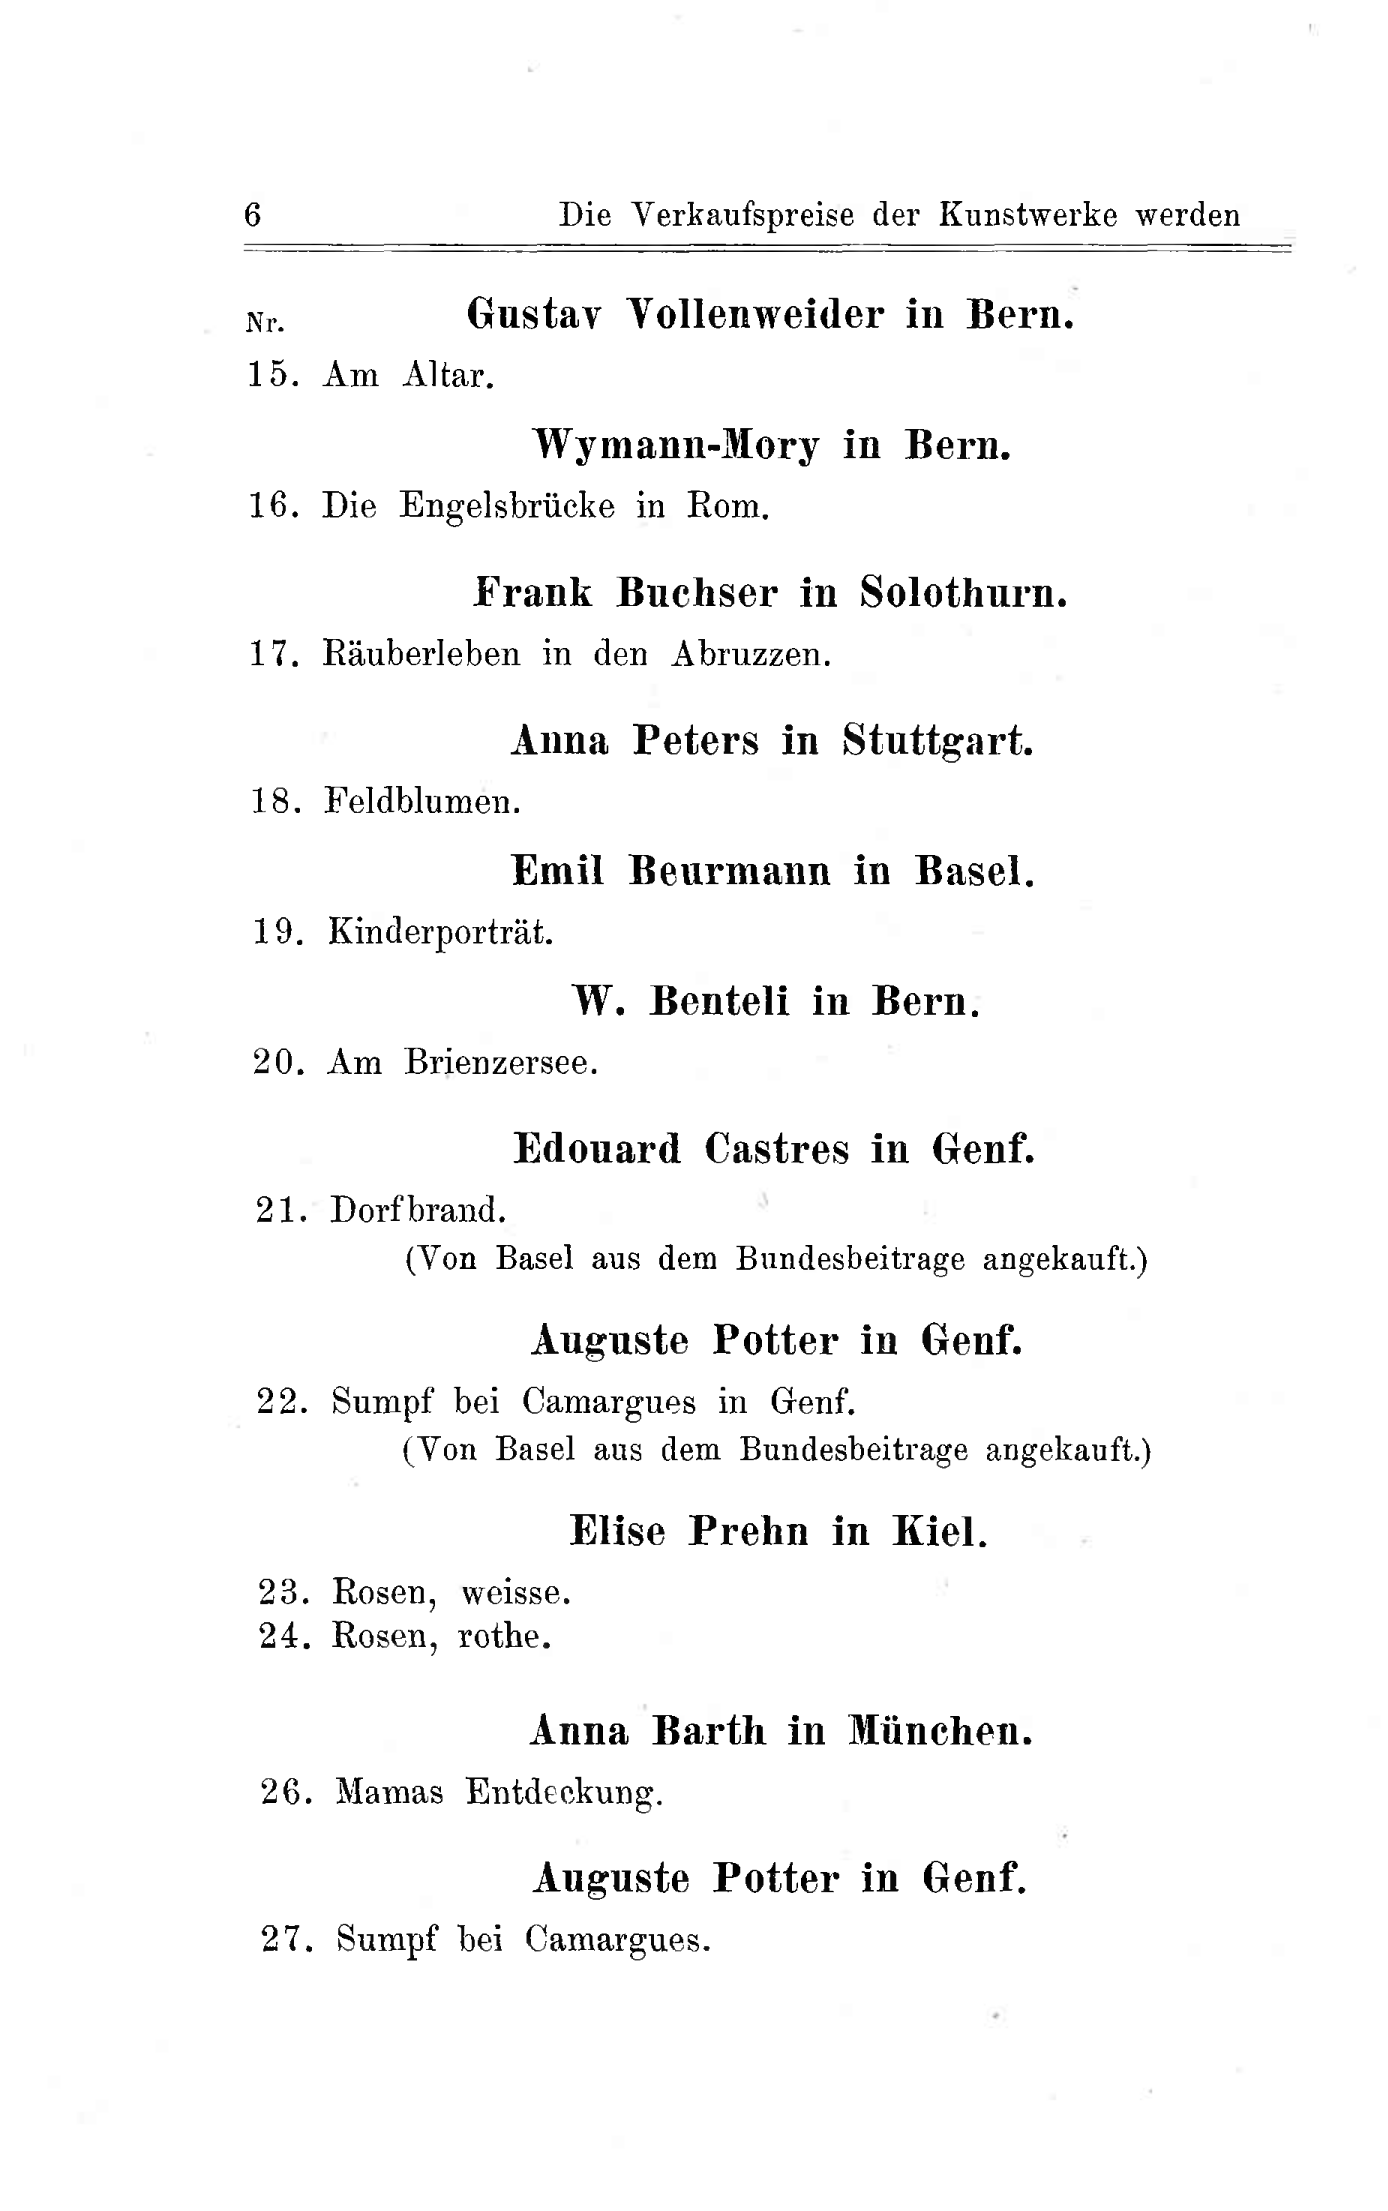 6 Die Verkaufspreise der Kunstwerke werden
Nr. Gustav Vollenweider in Bern.
15. Am Altar.
Wymann-Mory in Bern.
16. Die Engelsbrücke in Rom.
Frank Buchser in Solothurn.
17. Räuberleben in den Abruzzen.
Anna Peters in Stuttgart.
18. Feldblumen.
Emil Beurmann in Basel.
19. Kinderporträt.
W. Benteli in Bern.
20. Am Brienzersee.
Edouard Castres in Genf.
21. Dorfbrand.
(Von Basel aus dem Bundesbeitrage angekauft.)
Auguste Potter in Genf.
22. Sumpf bei Camargues in Genf.
(Von Basel aus dem Bundesbeitrage angekauft.)
Elise Prehn in Kiel.
23. Rosen, weisse.
24. Rosen, rothe.
Anna Barth in München.
26. Mamas Entdeckung.
Auguste Potter in Genf.
27. Sumpf bei Camargues.